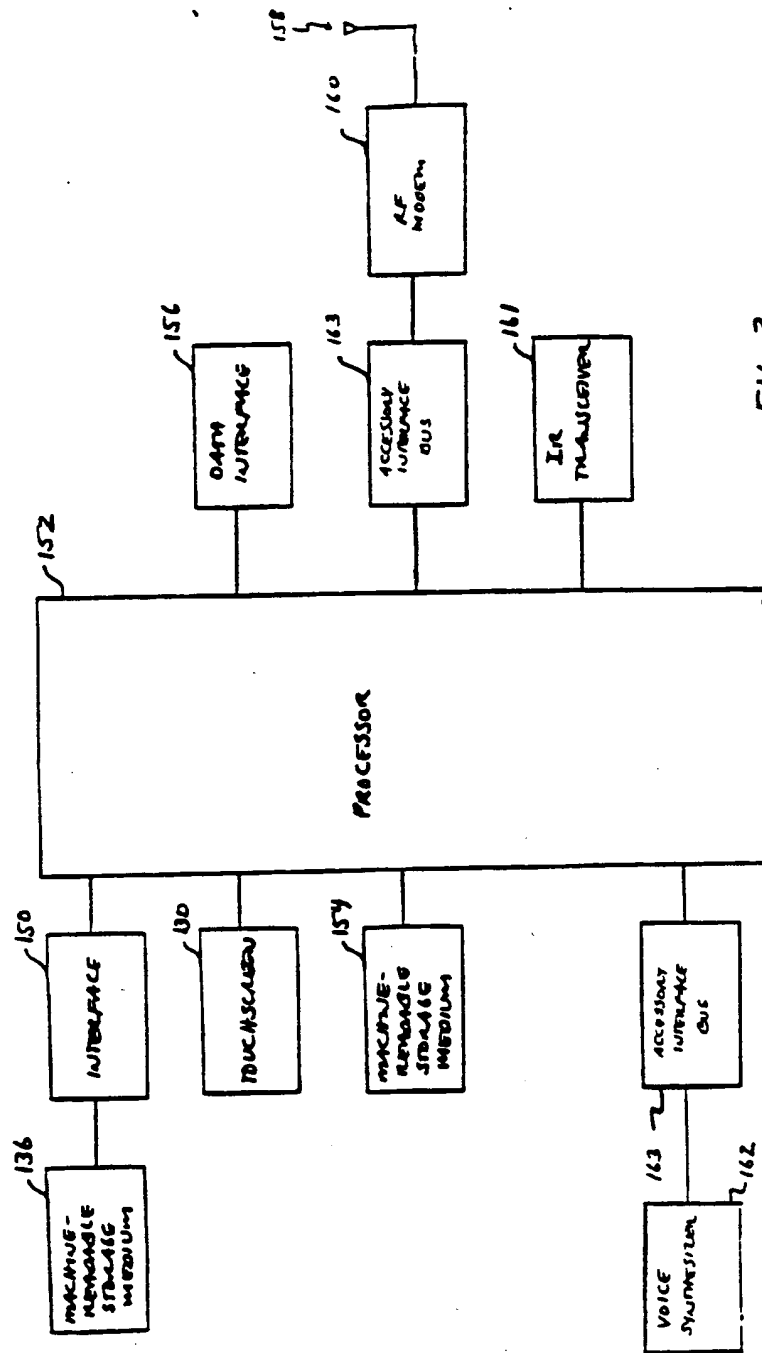 136
MACHINE-
READABLE
STORAGE
MEDIUM
150
INTERFACE
130
TOUCHSCREEN
154
MACHINE-
READABLE
STORAGE
MEDIUM
VOICE
SYNTHESIZER
162
163
ACCESSORY
INTERFACE
BUS
152
PROCESSOR
156
DATA
INTERFACE
163
ACCESSORY
INTERFACE
BUS
160
RF
MODEM
158
161
IR
TRANSCEIVER